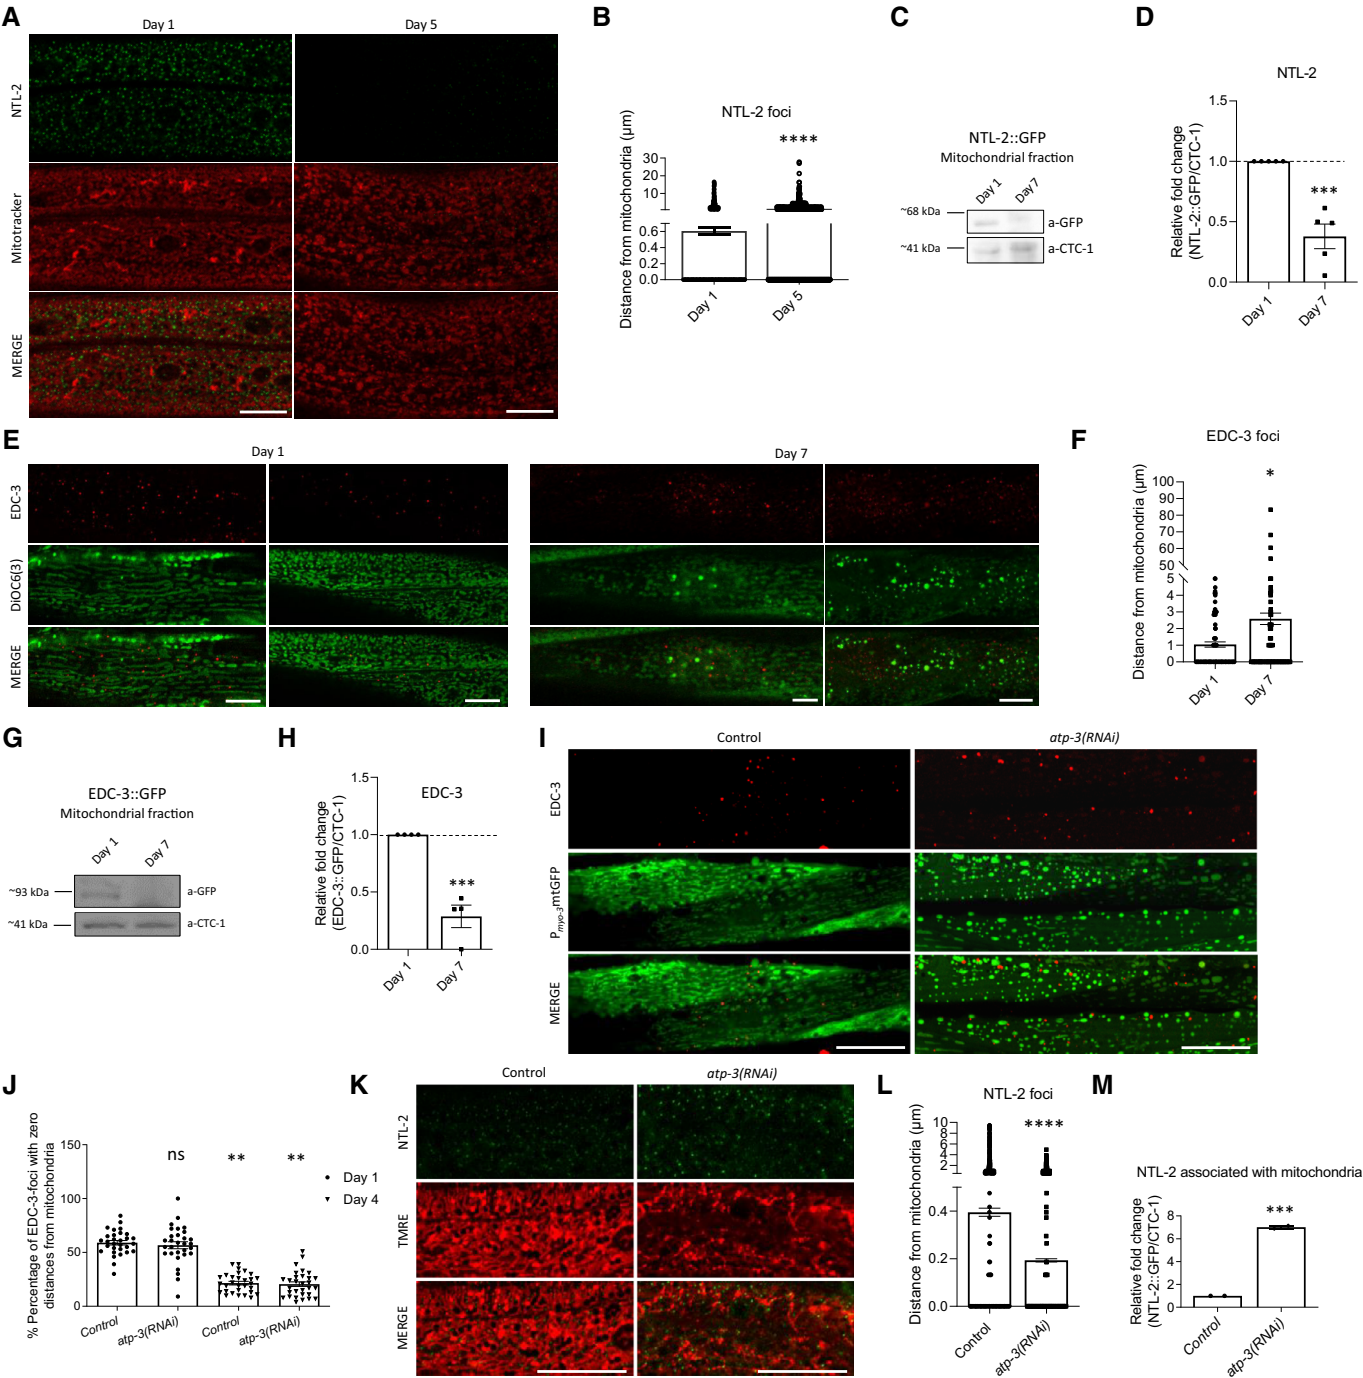 A
Day 1
Day 5
NTL-2
Mitotracker
MERGE
B
NTL-2 foci
****
Distance from mitochondria (μm)
30
20
10
0.6
0.4
0.2
0.0
Day 1
Day 5
C
NTL-2::GFP
Mitochondrial fraction
Day 1
Day 7
~68 kDa
a-GFP
~41 kDa
a-CTC-1
D
NTL-2
Relative fold change
(NTL-2::GFP/CTC-1)
1.5
1.0
0.5
0.0
***
Day 1
Day 7
E
Day 1
Day 7
EDC-3
DiOC6(3)
MERGE
F
EDC-3 foci
*
Distance from mitochondria (μm)
100
90
80
70
60
50
5
4
3
2
1
0
Day 1
Day 7
G
EDC-3::GFP
Mitochondrial fraction
Day 1
Day 7
~93 kDa
a-GFP
~41 kDa
a-CTC-1
H
EDC-3
Relative fold change
(EDC-3::GFP/CTC-1)
1.5
1.0
0.5
0.0
***
Day 1
Day 7
I
Control
atp-3(RNAi)
EDC-3
Pmyo-3mtGFP
MERGE
J
% Percentage of EDC-3-foci with zero
distances from mitochondria
150
100
50
0
ns
**
**
Day 1
Day 4
Control
atp-3(RNAi)
Control
atp-3(RNAi)
K
Control
atp-3(RNAi)
NTL-2
TMRE
MERGE
L
NTL-2 foci
****
Distance from mitochondria (μm)
10
8
6
4
2
0.4
0.2
0.0
Control
atp-3(RNAi)
M
NTL-2 associated with mitochondria
***
Relative fold change
(NTL-2::GFP/CTC-1)
8
6
4
2
0
Control
atp-3(RNAi)